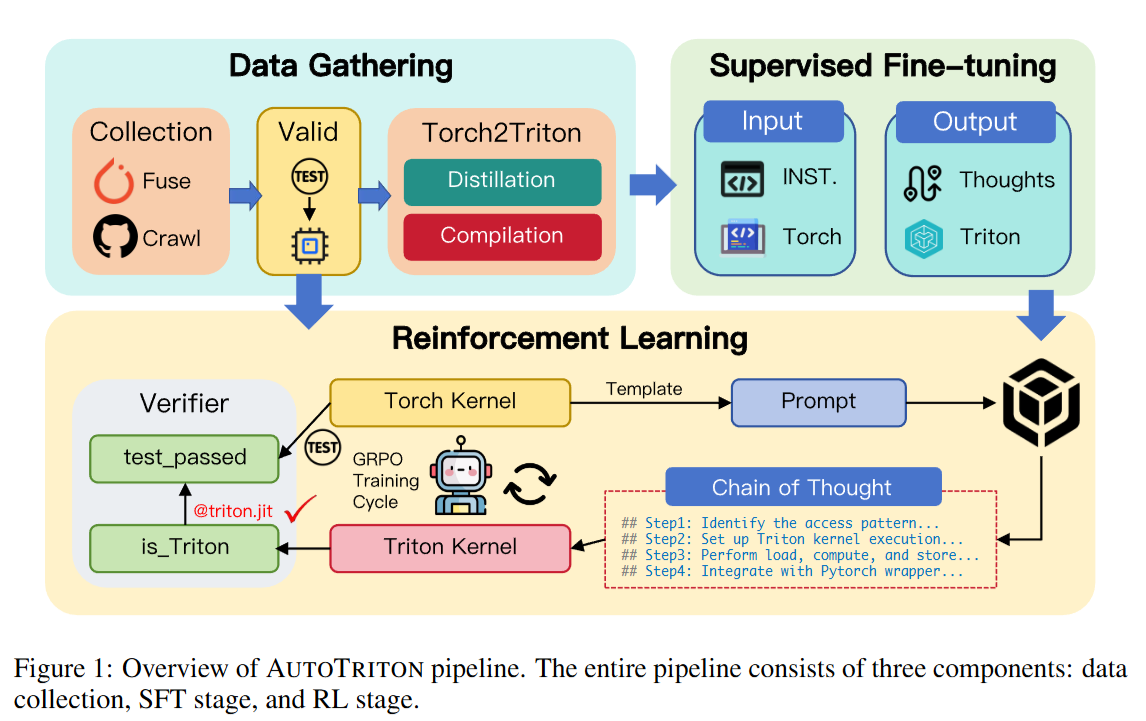 Data Gathering
Collection
Fuse
Crawl
Valid
TEST
Torch2Triton
Distillation
Compilation
Supervised Fine-tuning
Input
INST.
Torch
Output
Thoughts
Triton
Reinforcement Learning
Verifier
test_passed
@triton.jit
is_Triton
Torch Kernel
TEST
GRPO
Training
Cycle
Triton Kernel
Template
Prompt
Chain of Thought
## Step1: Identify the access pattern...
## Step2: Set up Triton kernel execution...
## Step3: Perform load, compute, and store...
## Step4: Integrate with Pytorch wrapper...
Figure 1: Overview of AUTOTRITON pipeline. The entire pipeline consists of three components: data
collection, SFT stage, and RL stage.